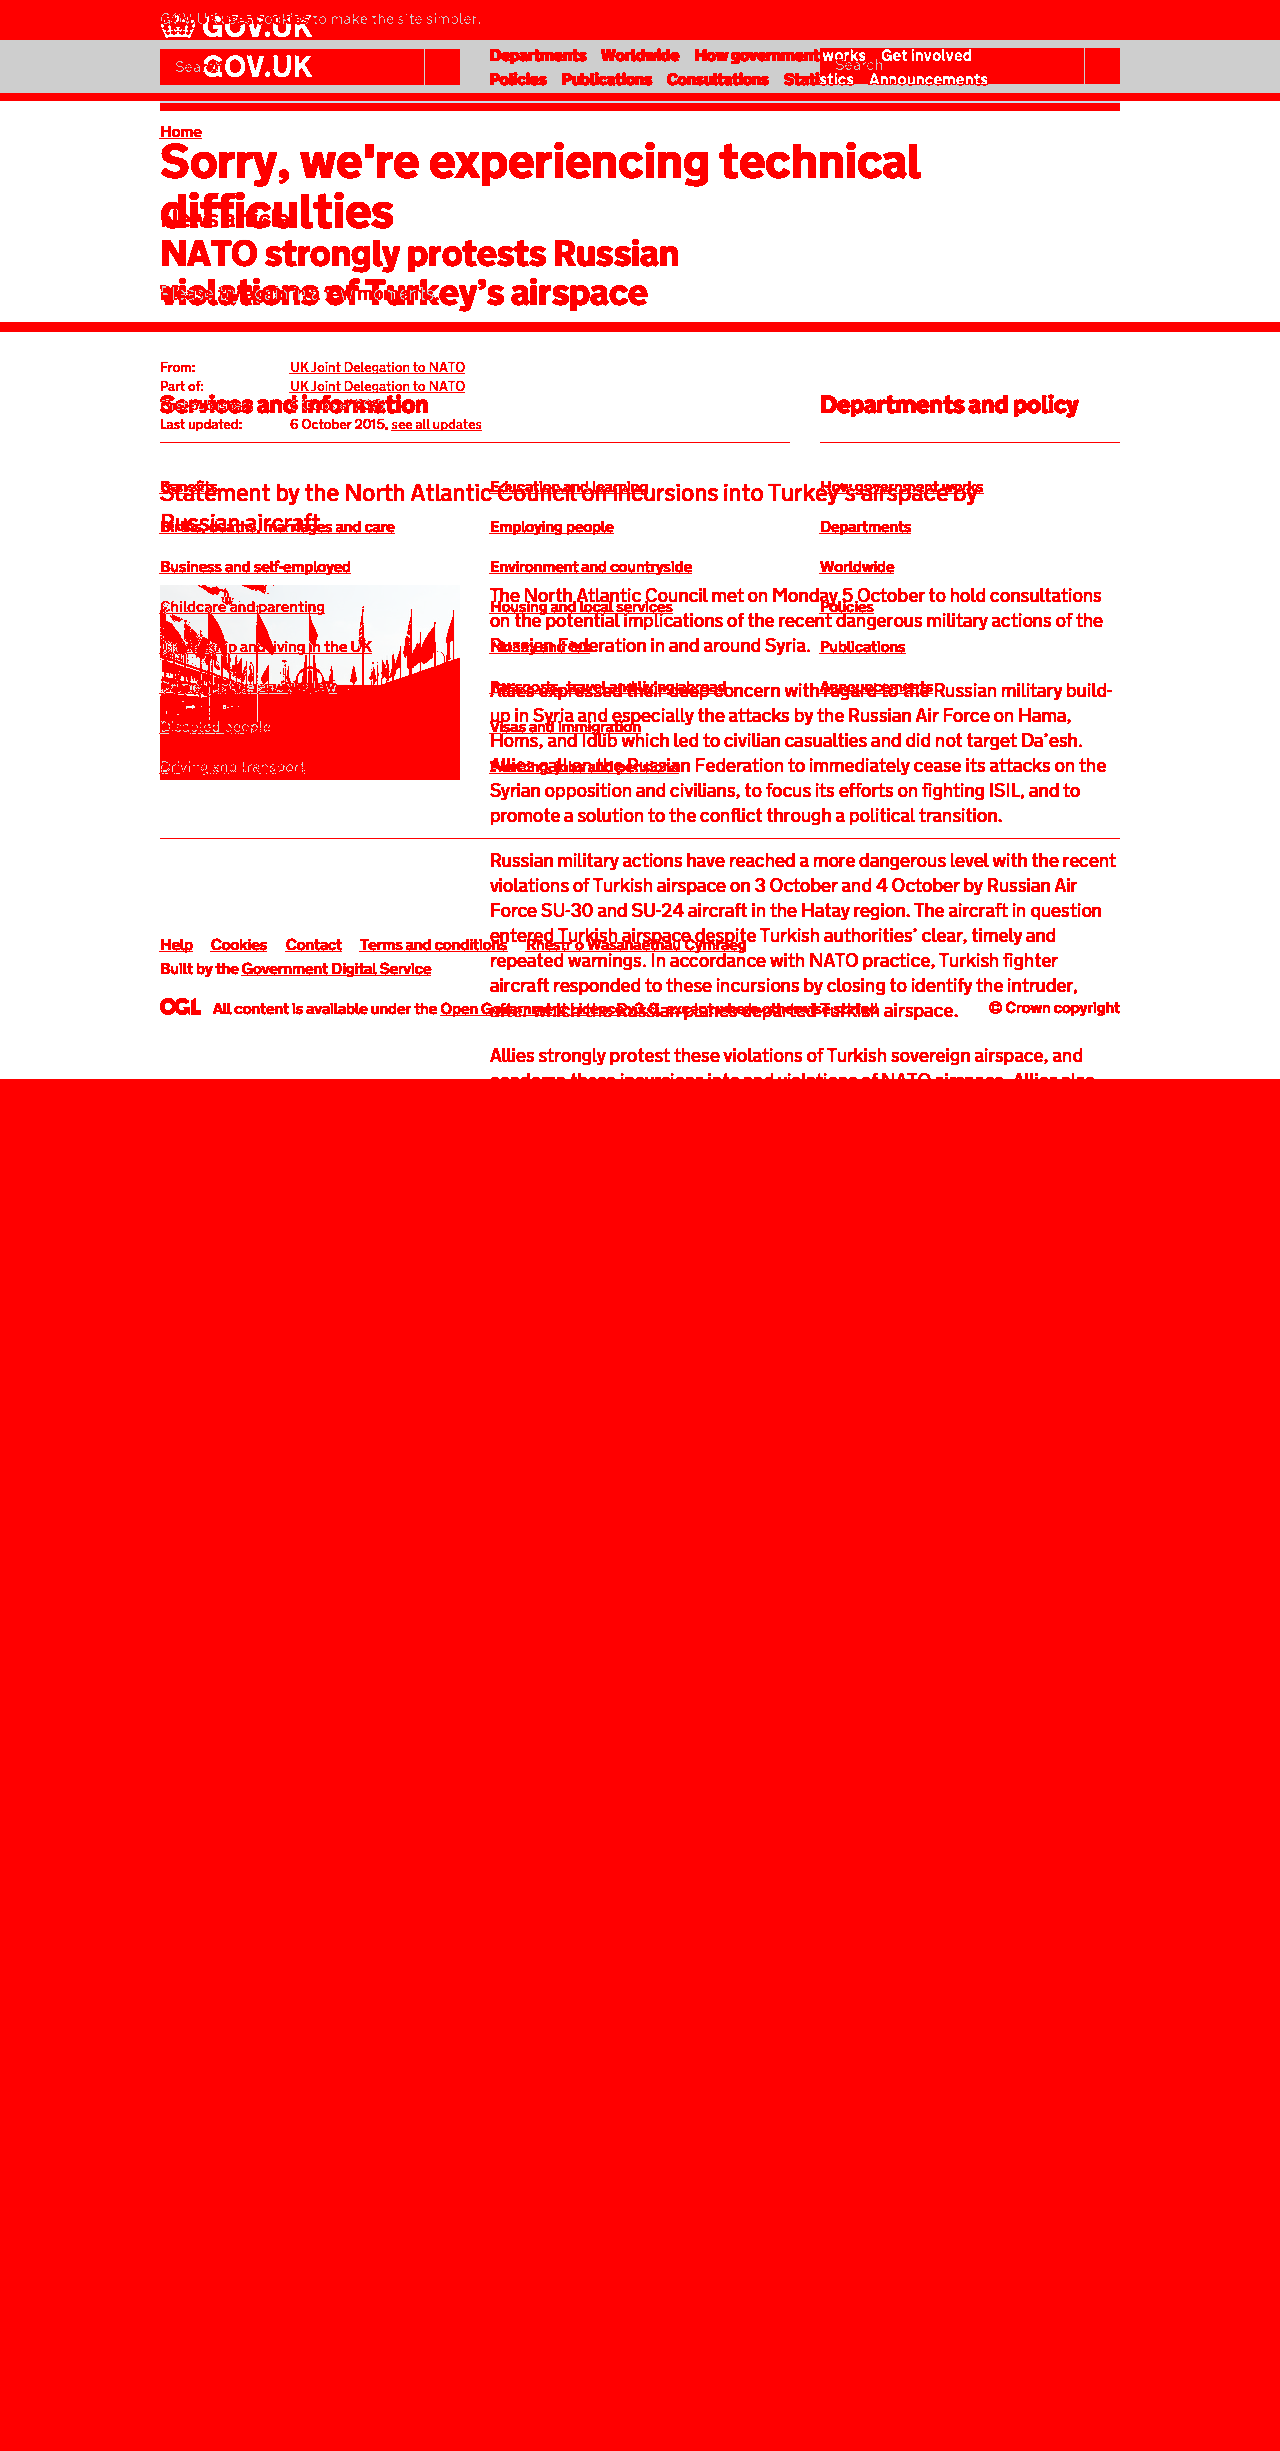 GOV.UK uses cookies to make the site simpler.
GOV.UK
GOV.UK
Search
Departments Worldwide How government works Get involved
Search
Policies Publications Consultations Statistics Announcements
Home
Sorry, we're experiencing technical
difficulties
News article
NATO strongly protests Russian
violations of Turkey's airspace
Please try again in a few moments.
From: UK Joint Delegation to NATO
Part of: UK Joint Delegation to NATO
Services and information
Departments and policy
Last updated: 6 October 2015, see all updates
Benefits
Education and learning
How government works
Statement by the North Atlantic Council on incursions into Turkey's airspace by
Russian aircraft
Births, deaths, marriages and care
Employing people
Departments
Business and self-employed
Environment and countryside
Worldwide
The North Atlantic Council met on Monday 5 October to hold consultations
Childcare and parenting
Housing and local services
Policies
on the potential implications of the recent dangerous military actions of the
Russian Federation in and around Syria.
and living in the UK
Publications
Passports, travel and living abroad
Announcements
Allies expressed their deep concern with regard to the Russian military build-
up in Syria and especially the attacks by the Russian Air Force on Hama,
Disabled people
Visas and immigration
Homs, and Idlib which led to civilian casualties and did not target Da’esh.
Driving and transport
Working, jobs and pensions
Allies call on the Russian Federation to immediately cease its attacks on the
Syrian opposition and civilians, to focus its efforts on fighting ISIL, and to
promote a solution to the conflict through a political transition.
Russian military actions have reached a more dangerous level with the recent
violations of Turkish airspace on 3 October and 4 October by Russian Air
Force SU-30 and SU-24 aircraft in the Hatay region. The aircraft in question
entered Turkish airspace despite Turkish authorities’ clear, timely and
Help Cookies Contact Terms and conditions Rhestr o Wasanaethau Cymraeg
repeated warnings. In accordance with NATO practice, Turkish fighter
Built by the Government Digital Service
aircraft responded to these incursions by closing to identify the intruder,
after which the Russian planes departed Turkish airspace.
OGL All content is available under the Open Government Licence v3.0, except where otherwise stated
© Crown copyright
Allies strongly protest these violations of Turkish sovereign airspace, and
condemn these incursions into and violations of NATO airspace. Allies also